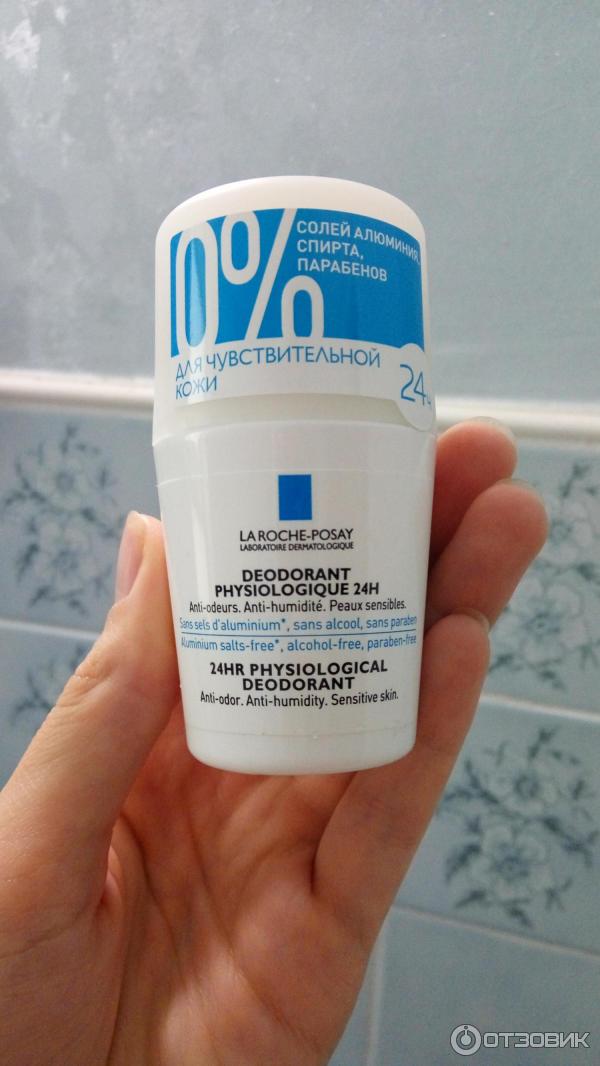 0%
СОЛЕЙ АЛЮМИНИЯ,
СПИРТА,
ПАРАБЕНОВ
ДЛЯ ЧУВСТВИТЕЛЬНОЙ
КОЖИ
24ч
LA ROCHE-POSAY
LABORATOIRE DERMATOLOGIQUE
DEODORANT
PHYSIOLOGIQUE 24H
Anti-odeurs. Anti-humidité. Peaux sensibles.
Sans sels d'aluminium*, sans alcool, sans paraben
Aluminium salts-free*, alcohol-free, paraben-free
24HR PHYSIOLOGICAL
DEODORANT
Anti-odor. Anti-humidity. Sensitive skin.
ОТЗОВИК